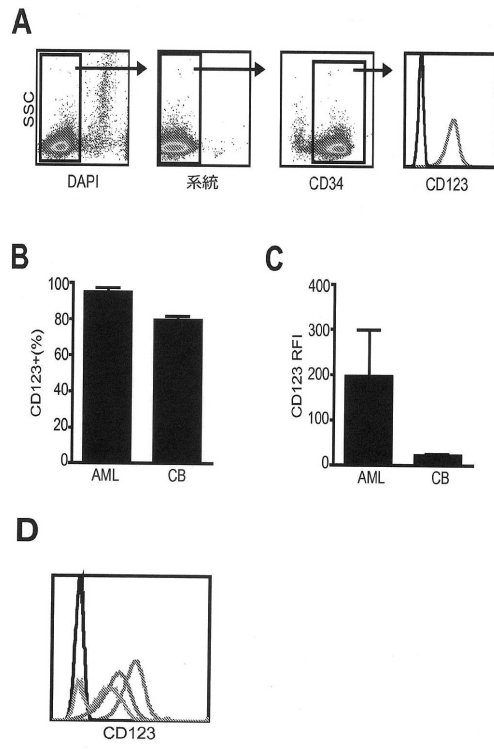 A
SSC
DAPI
系統
CD34
CD123
B
CD123+(%)
100
80
60
40
20
0
AML
CB
C
CD123 RFI
400
300
200
100
0
AML
CB
D
CD123